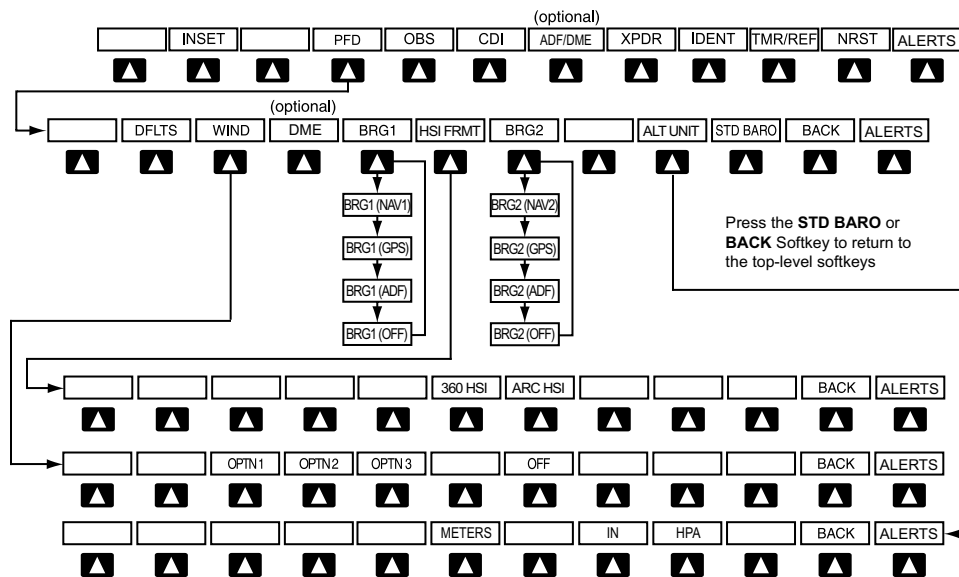 (optional)
INSET PFD OBS CDI ADF/DME XPDR IDENT TMR/REF NRST ALERTS
(optional)
DFLTS WIND DME BRG1 HSI FRMT BRG2 ALT UNIT STD BARO BACK ALERTS
BRG1 (NAV1) BRG2 (NAV2)
BRG1 (GPS) BRG2 (GPS)
BRG1 (ADF) BRG2 (ADF)
BRG1 (OFF) BRG2 (OFF)
Press the STD BARO or
BACK Softkey to return to
the top-level softkeys
360 HSI ARC HSI BACK ALERTS
OPTN 1 OPTN 2 OPTN 3 OFF BACK ALERTS
METERS IN HPA BACK ALERTS